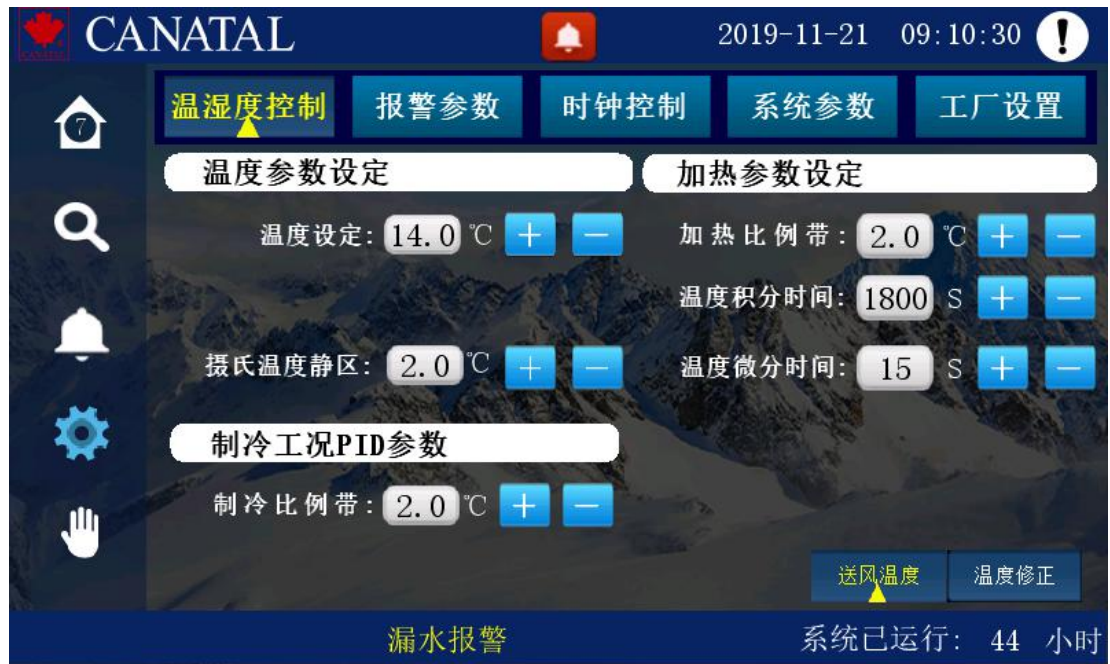 CANATAL 2019-11-21 09:10:30
CANATAL
7
温湿度控制 报警参数 时钟控制 系统参数 工厂设置
温度参数设定 加热参数设定
温度设定: 14.0 ℃ + − 加热比例带: 2.0 ℃ + −
温度积分时间: 1800 S + −
摄氏温度静区: 2.0 ℃ + − 温度微分时间: 15 S + −
制冷工况PID参数
制冷比例带: 2.0 ℃ + −
送风温度 温度修正
漏水报警 系统已运行: 44 小时